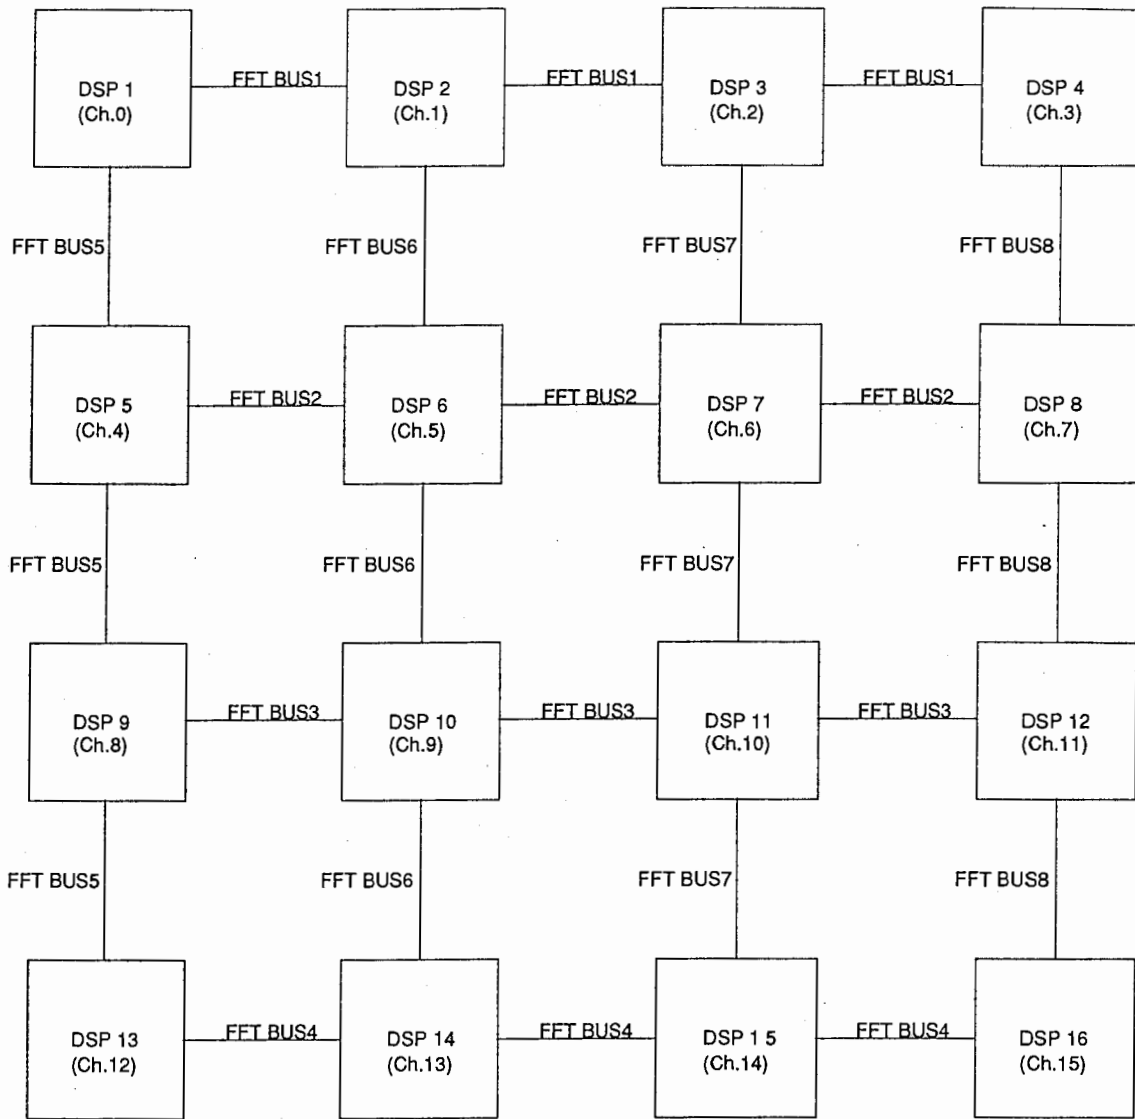 FFT BUS1
FFT BUS1
FFT BUS1
DSP 1
(Ch.0)
DSP 2
(Ch.1)
DSP 3
(Ch.2)
DSP 4
(Ch.3)
FFT BUS5
FFT BUS6
FFT BUS7
FFT BUS8
FFT BUS2
FFT BUS2
FFT BUS2
DSP 5
(Ch.4)
DSP 6
(Ch.5)
DSP 7
(Ch.6)
DSP 8
(Ch.7)
FFT BUS5
FFT BUS6
FFT BUS7
FFT BUS8
FFT BUS3
FFT BUS3
FFT BUS3
DSP 9
(Ch.8)
DSP 10
(Ch.9)
DSP 11
(Ch.10)
DSP 12
(Ch.11)
FFT BUS5
FFT BUS6
FFT BUS7
FFT BUS8
FFT BUS4
FFT BUS4
FFT BUS4
DSP 13
(Ch.12)
DSP 14
(Ch.13)
DSP 1 5
(Ch.14)
DSP 16
(Ch.15)